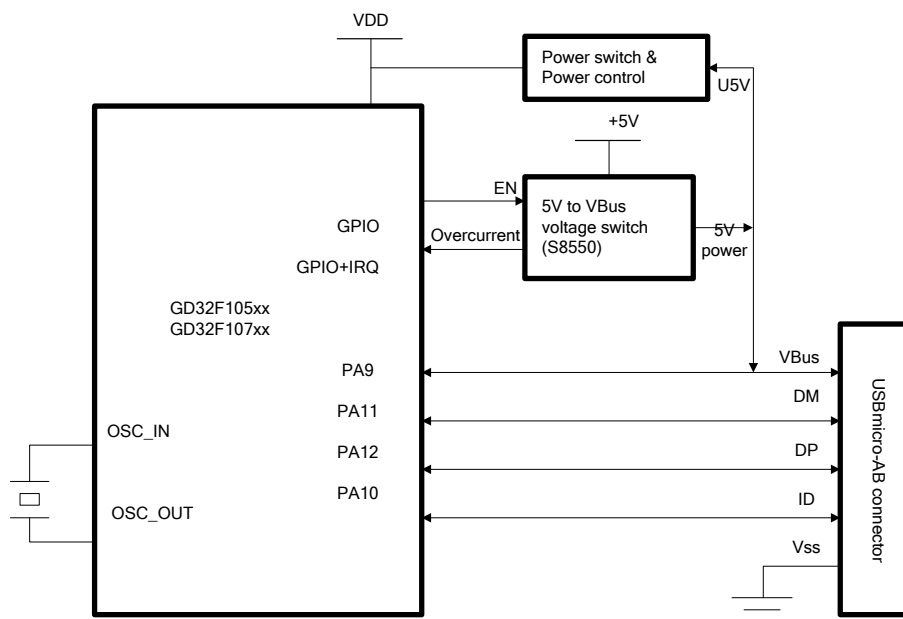 VDD
Power switch &
Power control
U5V
+5V
EN
5V to VBus
voltage switch
(S8550)
5V
power
GPIO
Overcurrent
GPIO+IRQ
GD32F105xx
GD32F107xx
VBus
PA9
DM
PA11
OSC_IN
DP
PA12
PA10
ID
OSC_OUT
Vss
USBmicro-AB connector